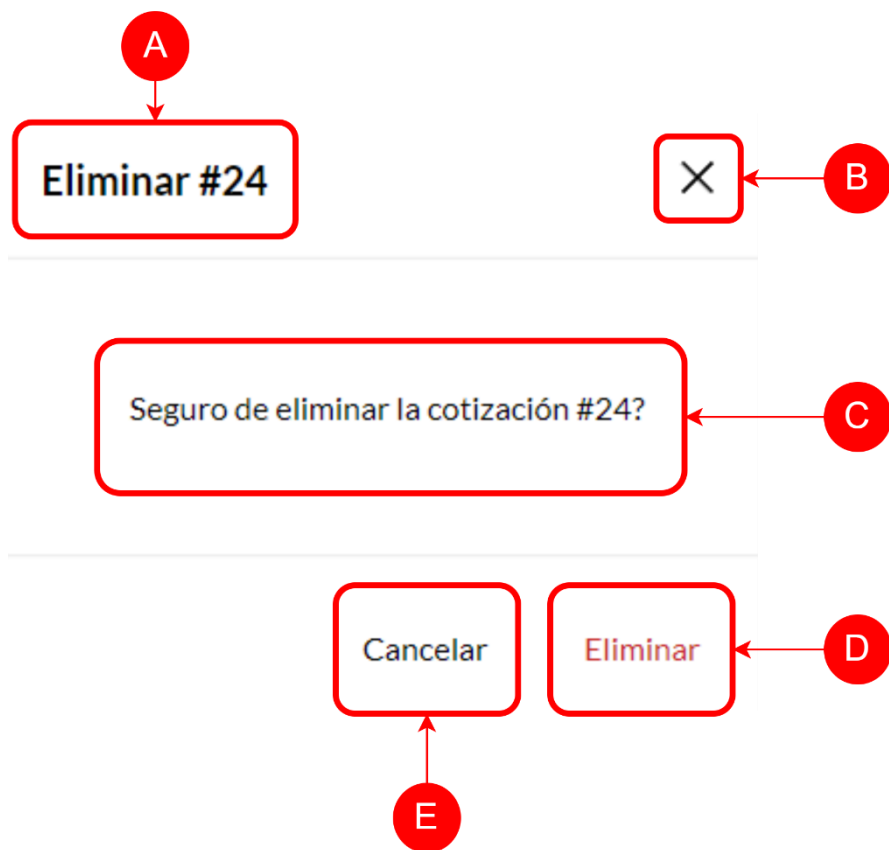 A
Eliminar #24
B
Seguro de eliminar la cotización #24?
C
Cancelar
Eliminar
D
E